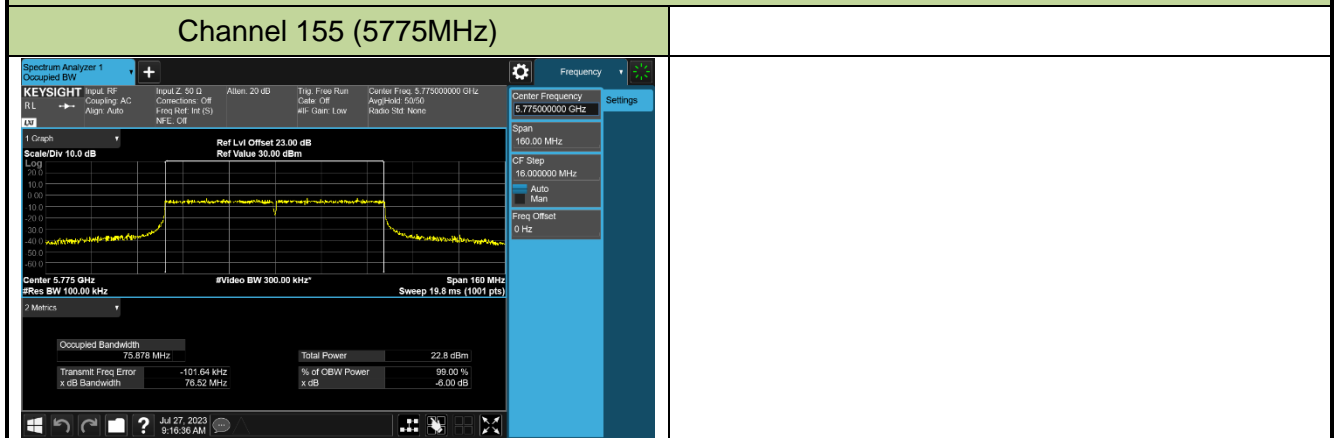 Channel 155 (5775MHz)
Spectrum Analyzer 1
Occupied BW
+
Frequency
KEYSIGHT
RL
LXI
Input: RF
Coupling: AC
Align: Auto
Input Z: 50 Ω
Corrections: Off
Freq Ref: Int (S)
NFE: Off
Atten: 20 dB
Trig: Free Run
Gate: Off
#IF Gain: Low
Center Freq: 5.775000000 GHz
Avg|Hold: 50/50
Radio Std: None
Center Frequency
5.775000000 GHz
Settings
Span
160.00 MHz
CF Step
16.000000 MHz
Auto
Man
Freq Offset
0 Hz
1 Graph
Scale/Div 10.0 dB
Ref Lvl Offset 23.00 dB
Ref Value 30.00 dBm
Log
20.0
10.0
0.00
-10.0
-20.0
-30.0
-40.0
-50.0
-60.0
Center 5.775 GHz
#Res BW 100.00 kHz
#Video BW 300.00 kHz*
Span 160 MHz
Sweep 19.8 ms (1001 pts)
2 Metrics
Occupied Bandwidth
75.878 MHz
Total Power 22.8 dBm
Transmit Freq Error -101.64 kHz
% of OBW Power 99.00 %
x dB Bandwidth 76.52 MHz
x dB -6.00 dB
?
Jul 27, 2023
9:16:36 AM